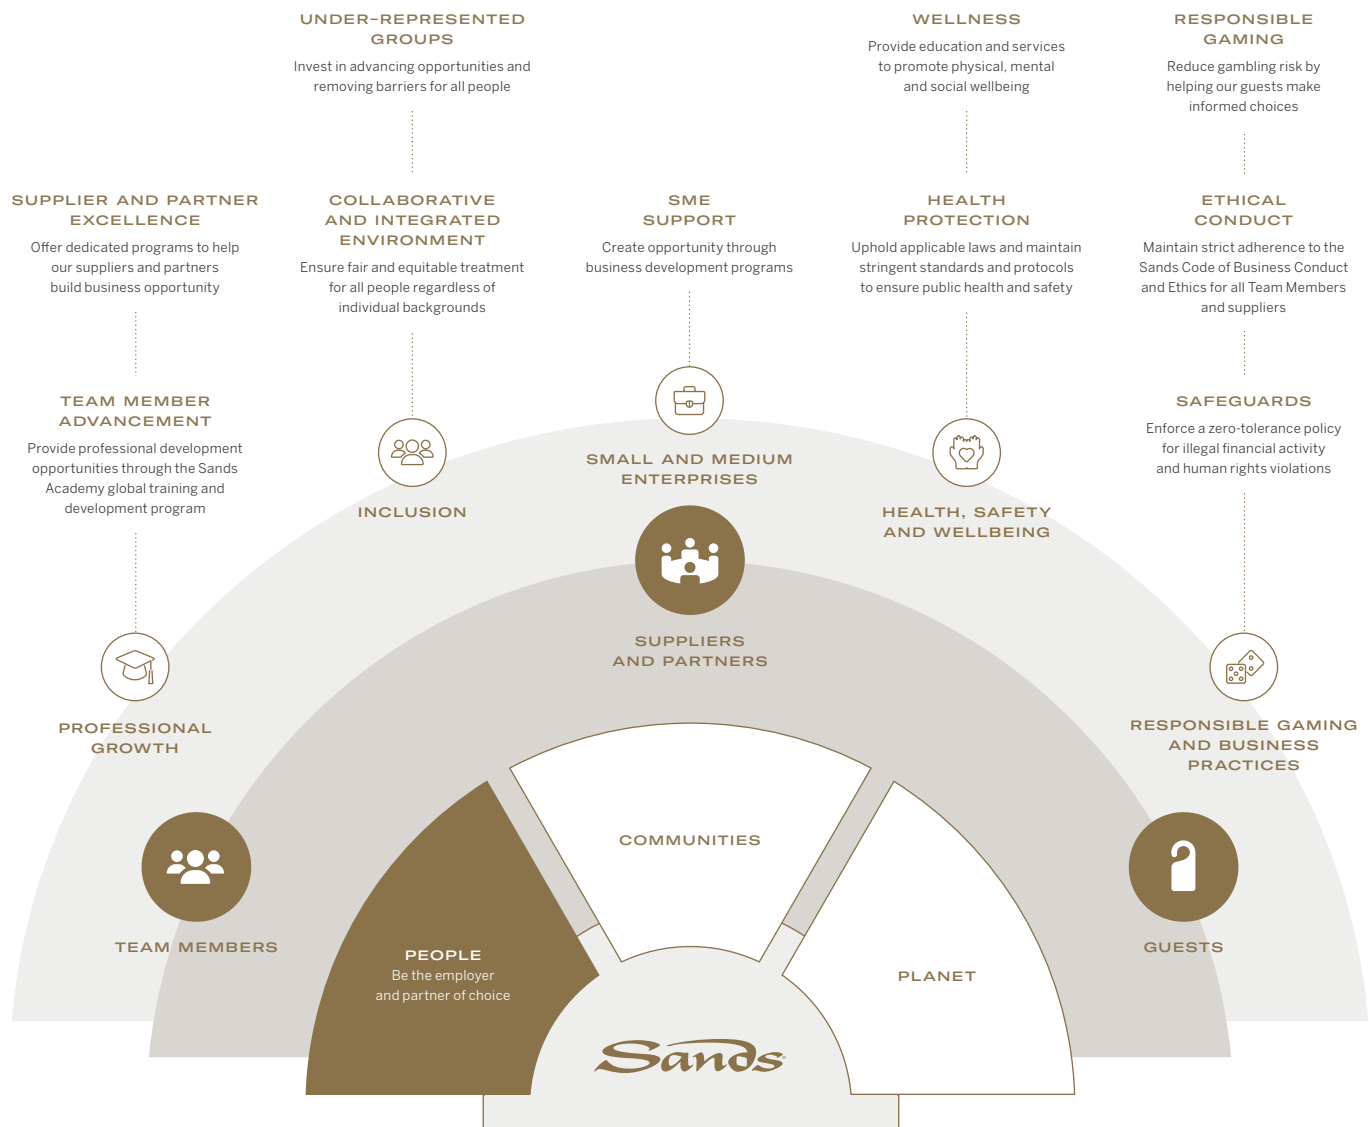 UNDER-REPRESENTED
GROUPS
Invest in advancing opportunities and
removing barriers for all people
WELLNESS
Provide education and services
to promote physical, mental
and social wellbeing
RESPONSIBLE
GAMING
Reduce gambling risk by
helping our guests make
informed choices
SUPPLIER AND PARTNER
EXCELLENCE
Offer dedicated programs to help
our suppliers and partners
build business opportunity
COLLABORATIVE
AND INTEGRATED
ENVIRONMENT
Ensure fair and equitable treatment
for all people regardless of
individual backgrounds
SME
SUPPORT
Create opportunity through
business development programs
HEALTH
PROTECTION
Uphold applicable laws and maintain
stringent standards and protocols
to ensure public health and safety
ETHICAL
CONDUCT
Maintain strict adherence to the
Sands Code of Business Conduct
and Ethics for all Team Members
and suppliers
TEAM MEMBER
ADVANCEMENT
Provide professional development
opportunities through the Sands
Academy global training and
development program
SAFEGUARDS
Enforce a zero-tolerance policy
for illegal financial activity
and human rights violations
SMALL AND MEDIUM
ENTERPRISES
INCLUSION
HEALTH, SAFETY
AND WELLBEING
SUPPLIERS
AND PARTNERS
PROFESSIONAL
GROWTH
RESPONSIBLE GAMING
AND BUSINESS
PRACTICES
COMMUNITIES
TEAM MEMBERS
GUESTS
PEOPLE
Be the employer
and partner of choice
PLANET
Sands